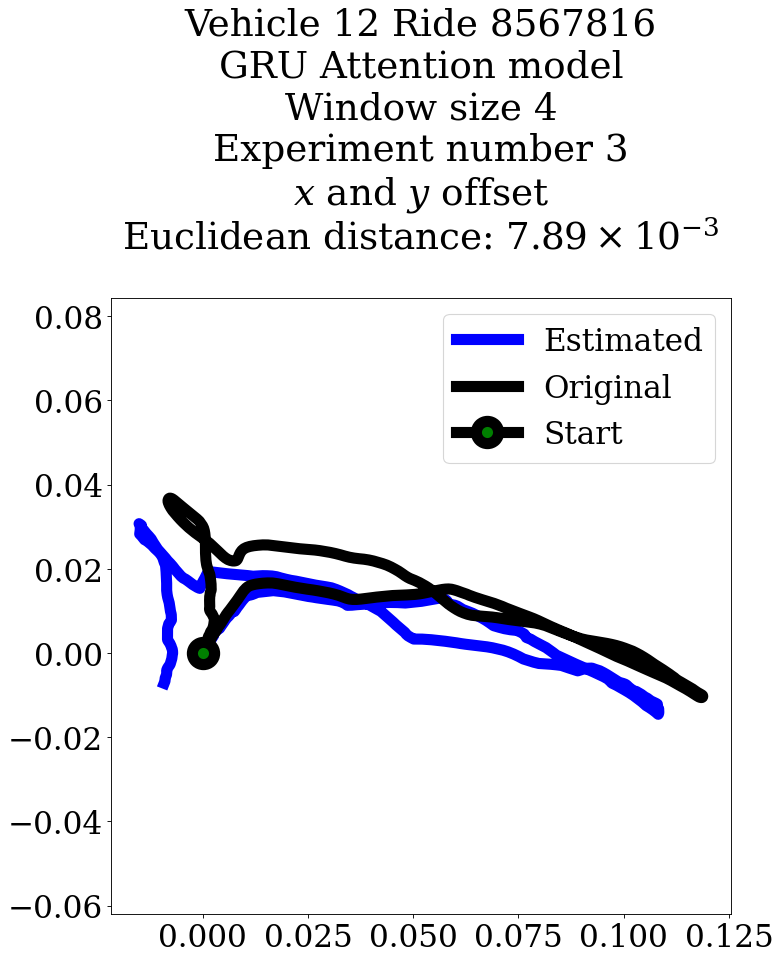 Vehicle 12 Ride 8567816
GRU Attention model
Window size 4
Experiment number 3
x and y offset
Euclidean distance: 7.89 × 10⁻³
Estimated
Original
Start
0.08
0.06
0.04
0.02
0.00
−0.02
−0.04
−0.06
0.000 0.025 0.050 0.075 0.100 0.125